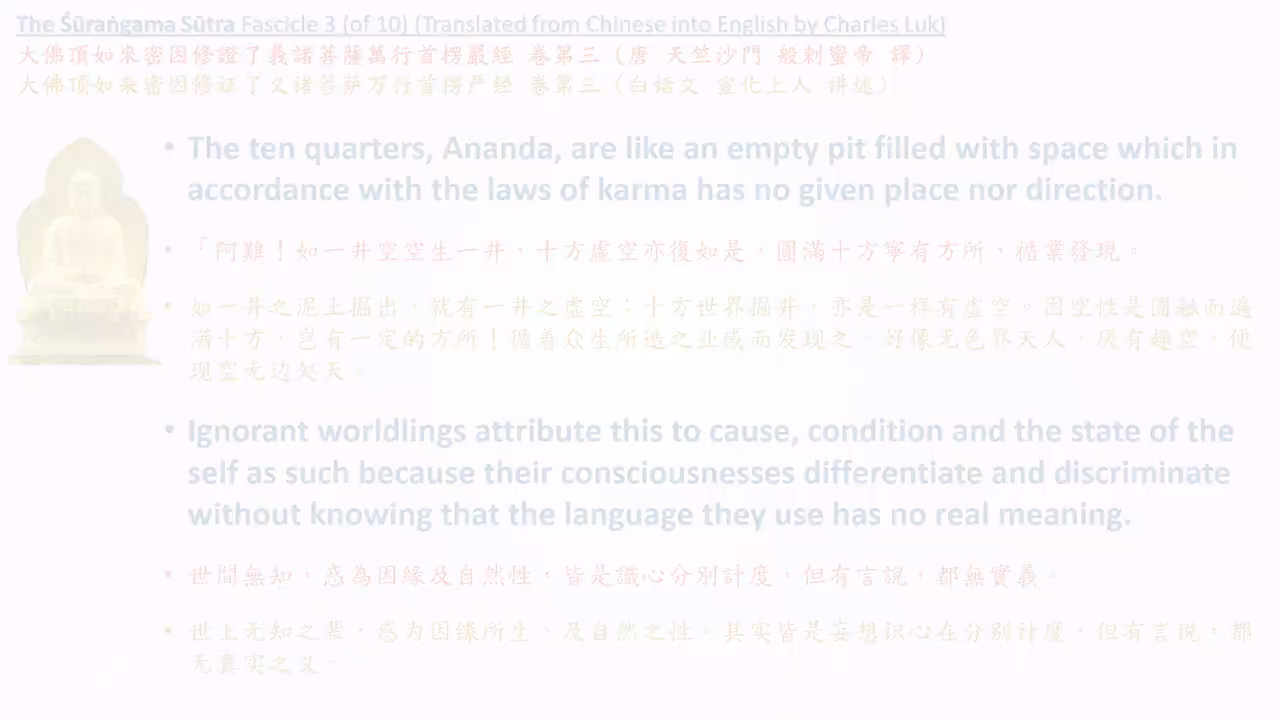 The Śūraṅgama Sūtra Fascicle 3 (of 10) (Translated from Chinese into English by Charles Luk)
大佛頂如來密因修證了義諸菩薩萬行首楞嚴經 卷第三 (唐 天竺沙門 般剌蜜帝 譯)
大佛顶如来密因修证了义诸菩萨万行首楞严经 卷第三 (白话文 宣化上人 讲述)
• The ten quarters, Ānanda, are like an empty pit filled with space which in
accordance with the laws of karma has no given place nor direction.
• 「阿難！如一井空空生一井，十方虛空亦復如是。圓滿十方寧有方所，循業發現。
• 如一井之泥土掘出，就有一井之虚空；十方世界掘井，亦是一样有虚空。因空性是圆融而遍
满十方，岂有一定的方所！循着众生所造之业感而发现之。好像无色界天人，厌有趣空，便
现空无边处天。
• Ignorant worldlings attribute this to cause, condition and the state of the
self as such because their consciousnesses differentiate and discriminate
without knowing that the language they use has no real meaning.
• 世間無知，惑為因緣及自然性，皆是識心分別計度，但有言說，都無實義。
• 世上无知之辈，惑为因缘所生，及自然之性。其实皆是妄想识心在分别计度，但有言说，都
无真实之义。